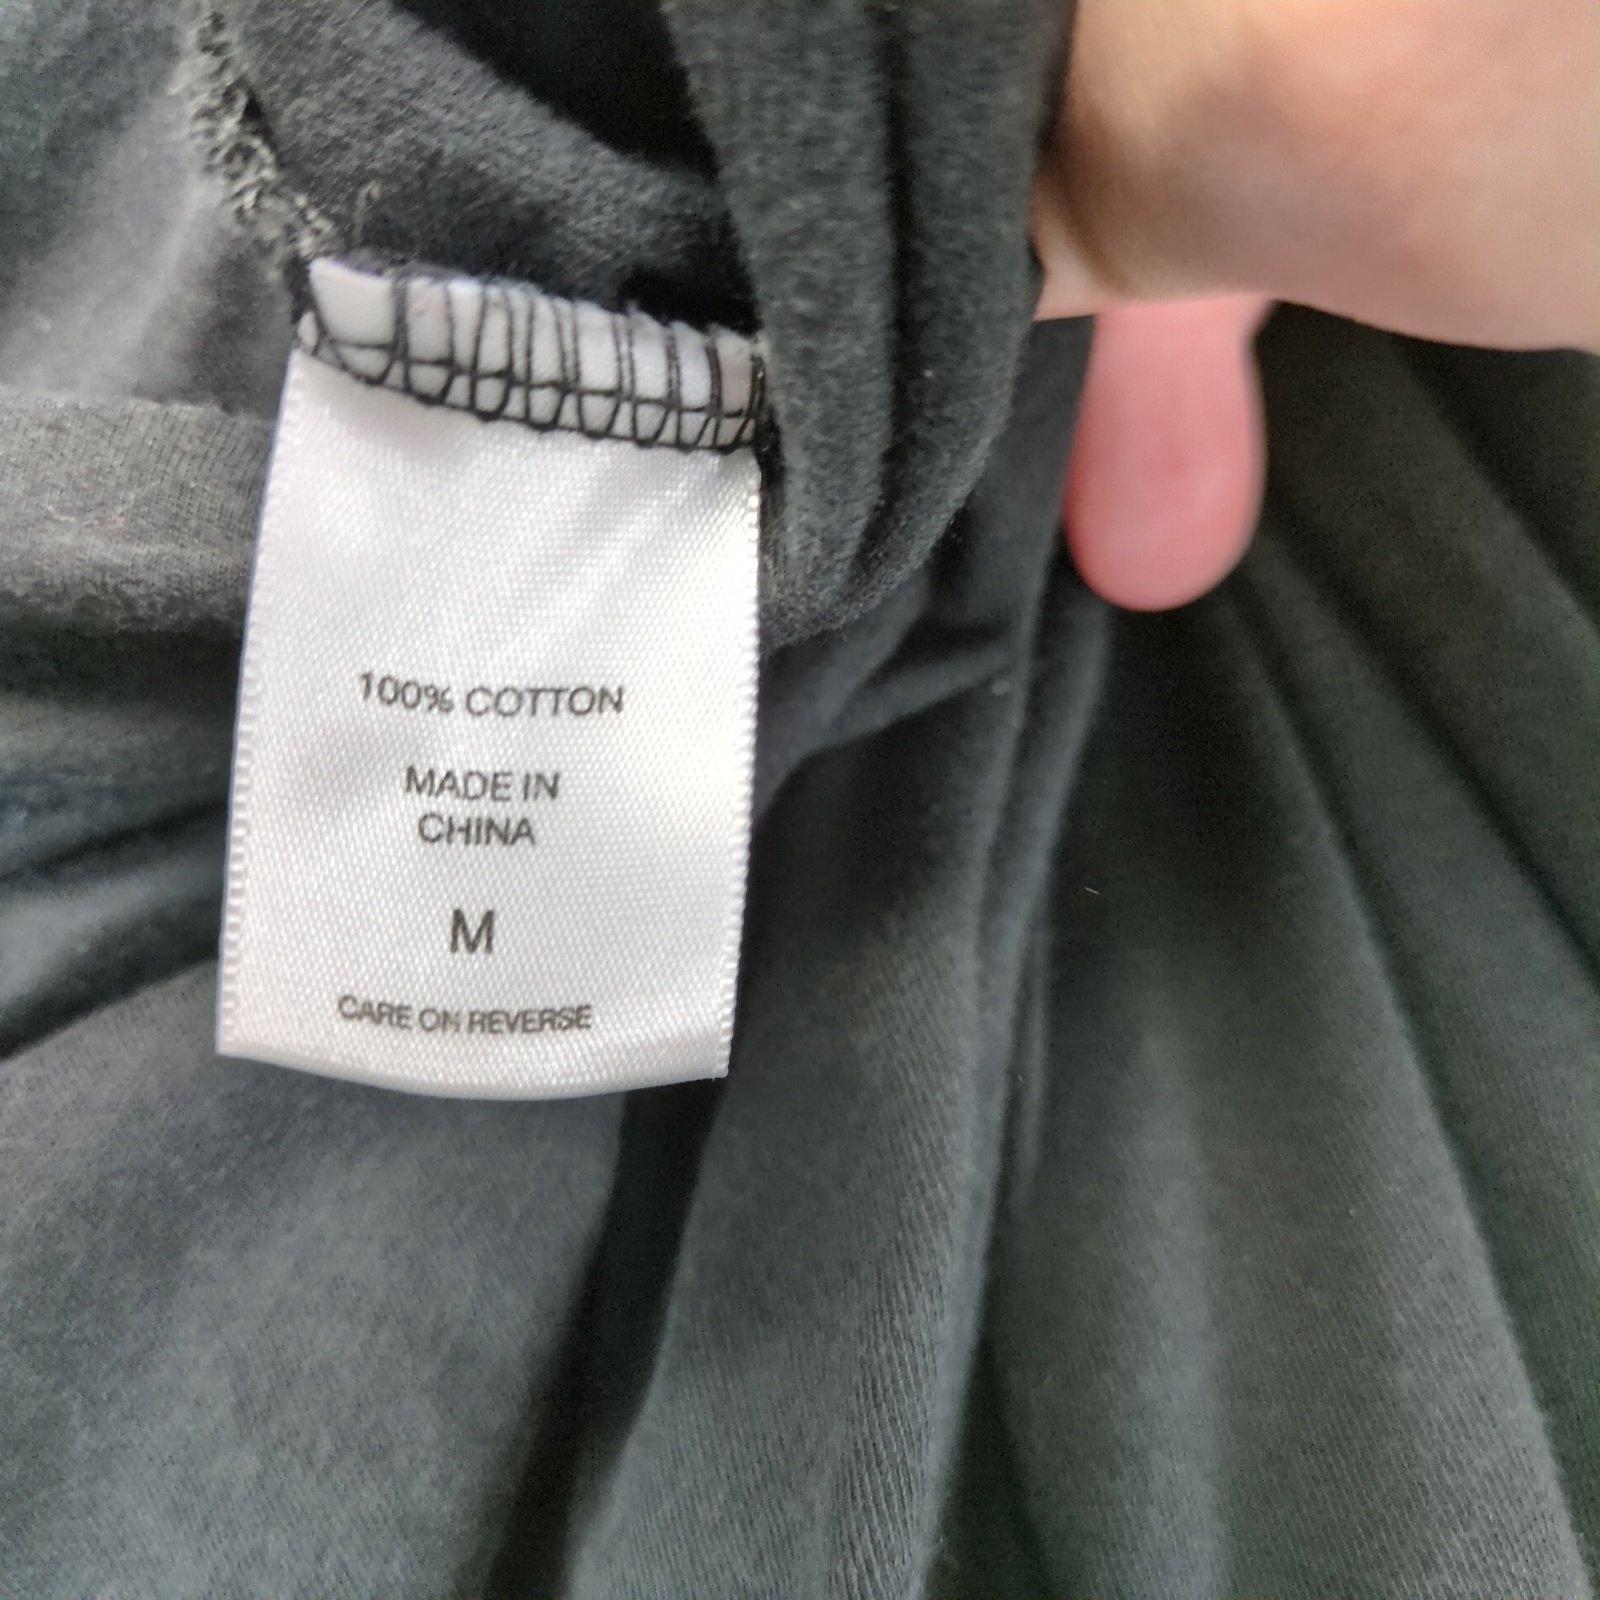 100% COTTON
MADE IN
CHINA
M
CARE ON REVERSE